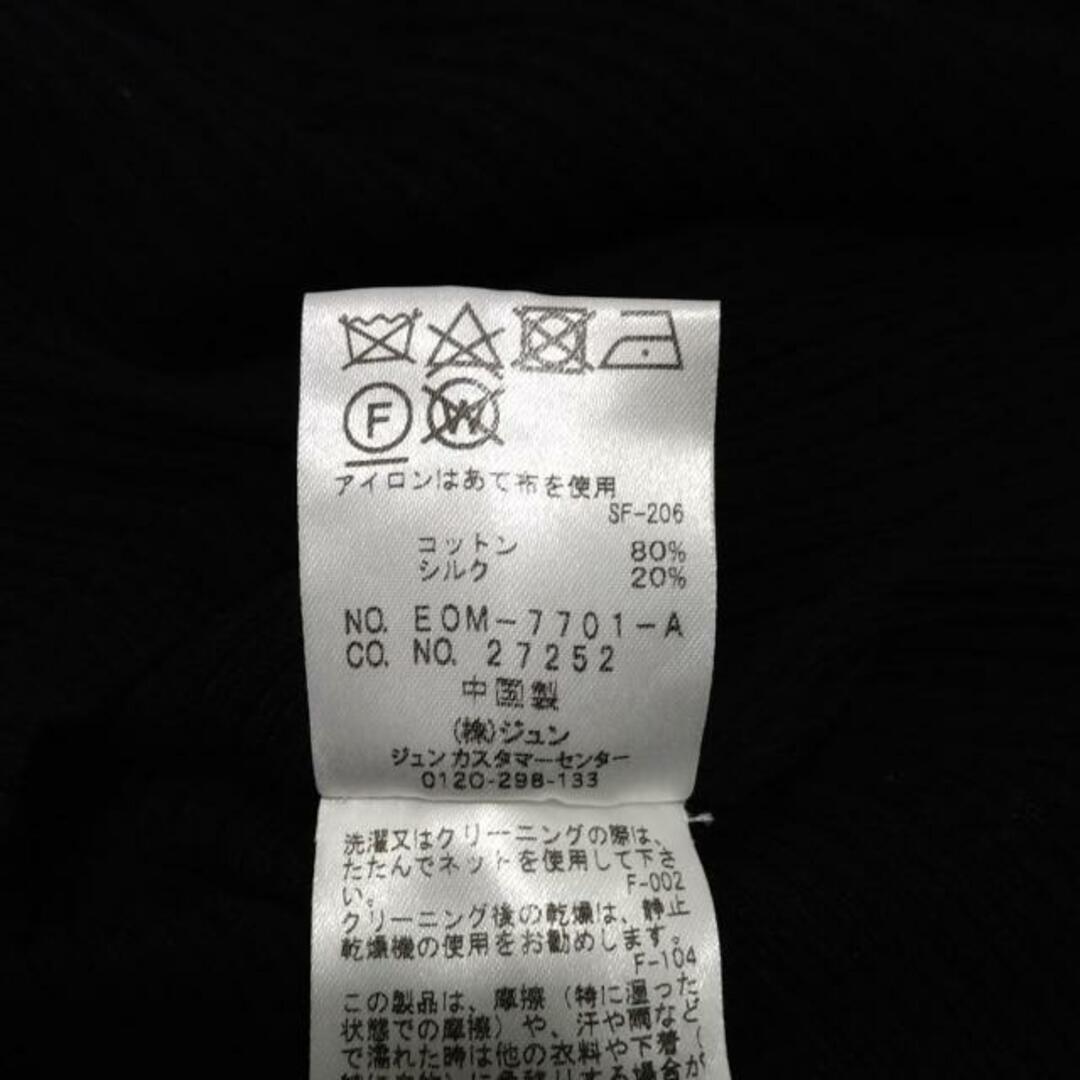 F W
アイロンはあて布を使用
SF-206
コットン 80%
シルク 20%
NO. EOM-7701-A
CO. NO. 27252
中国製
(株)ジュン
ジュンカスタマーセンター
0120-298-133
洗濯又はクリーニングの際は、
たたんでネットを使用して下さ
い。
F-002
クリーニング後の乾燥は、静止
乾燥機の使用をお勧めします。
F-104
この製品は、摩擦(特に湿った
状態での摩擦)や、汗や雨など
で濡れた時は他の衣料や下着(